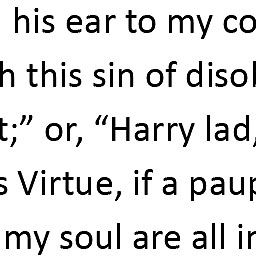 his ear to my co
h this sin of disol
t;” or, “Harry lad,
s Virtue, if a paup
my soul are all in